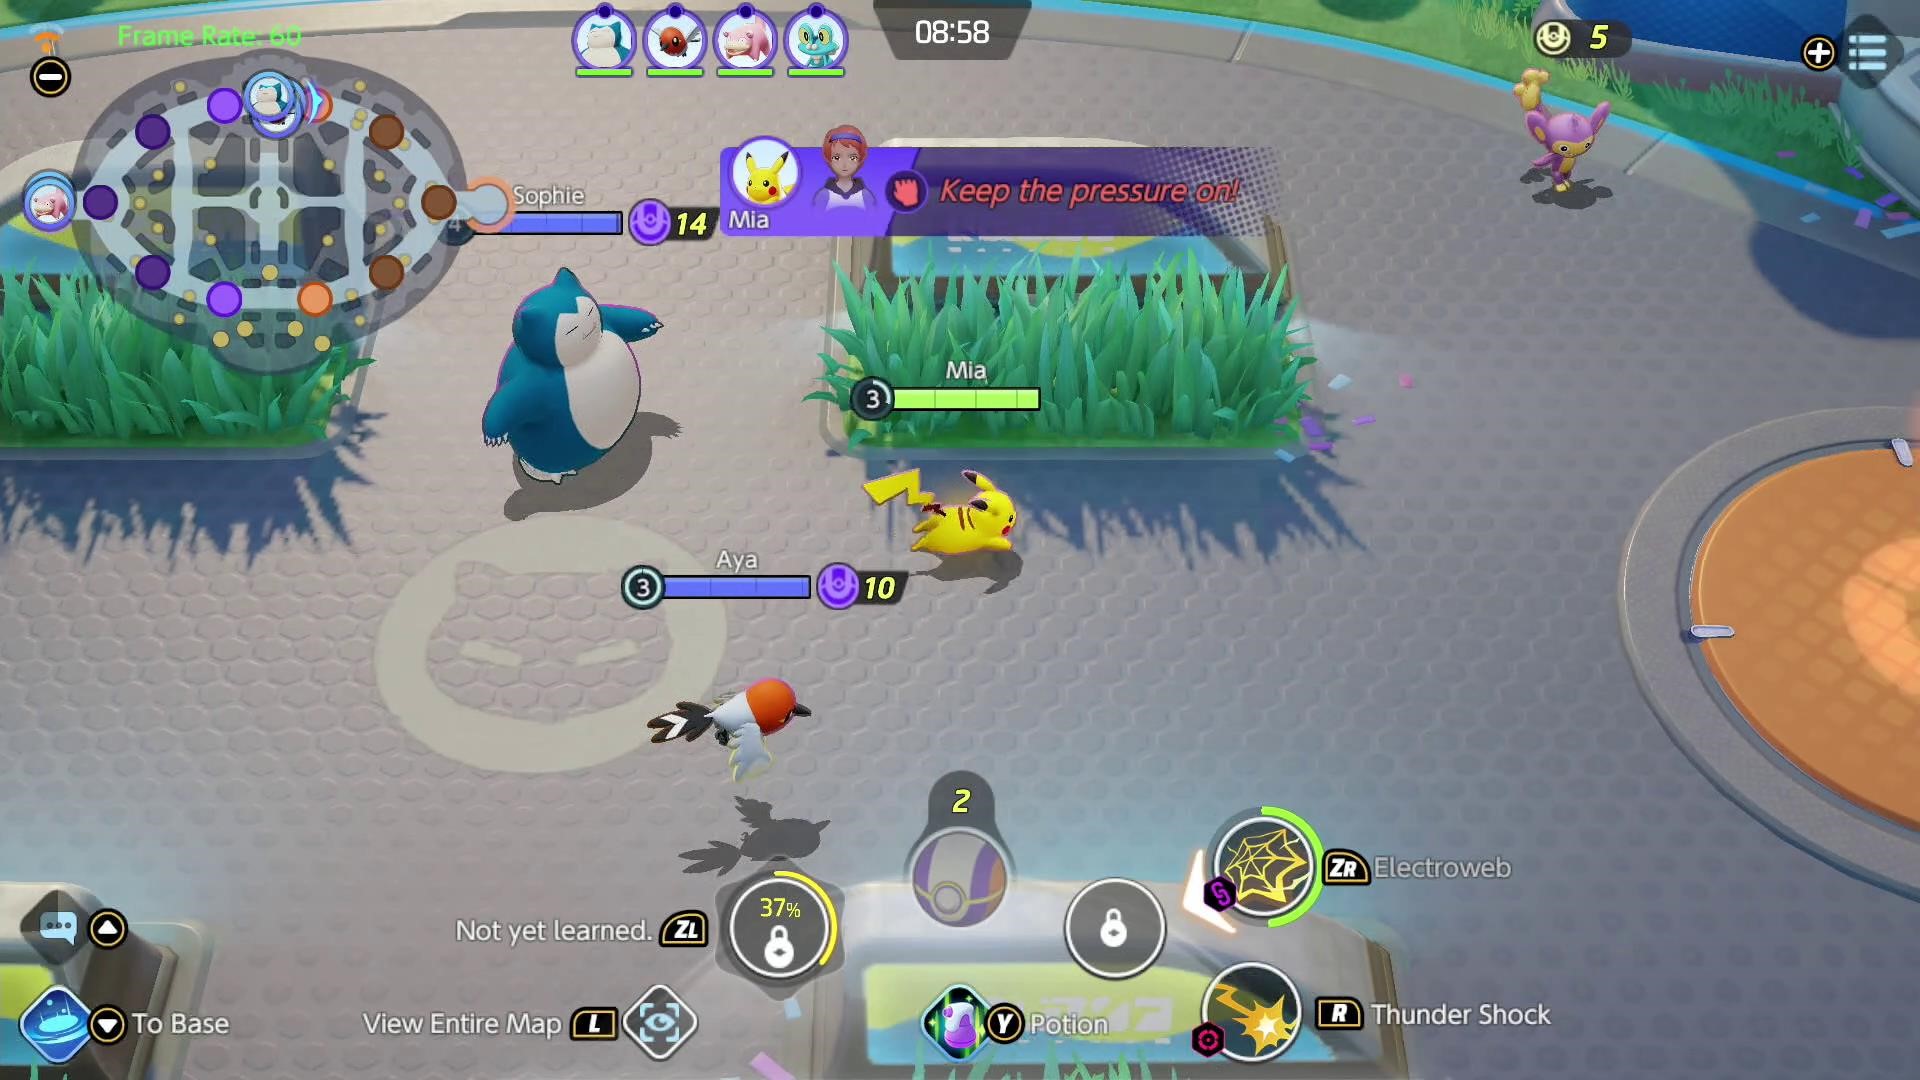 Frame Rate: 60
08:58
5
Sophie
4
14
Mia
Keep the pressure on!
Mia
3
Aya
3
10
2
37%
Not yet learned. ZL
ZR Electroweb
To Base
View Entire Map L
Y Potion
R Thunder Shock